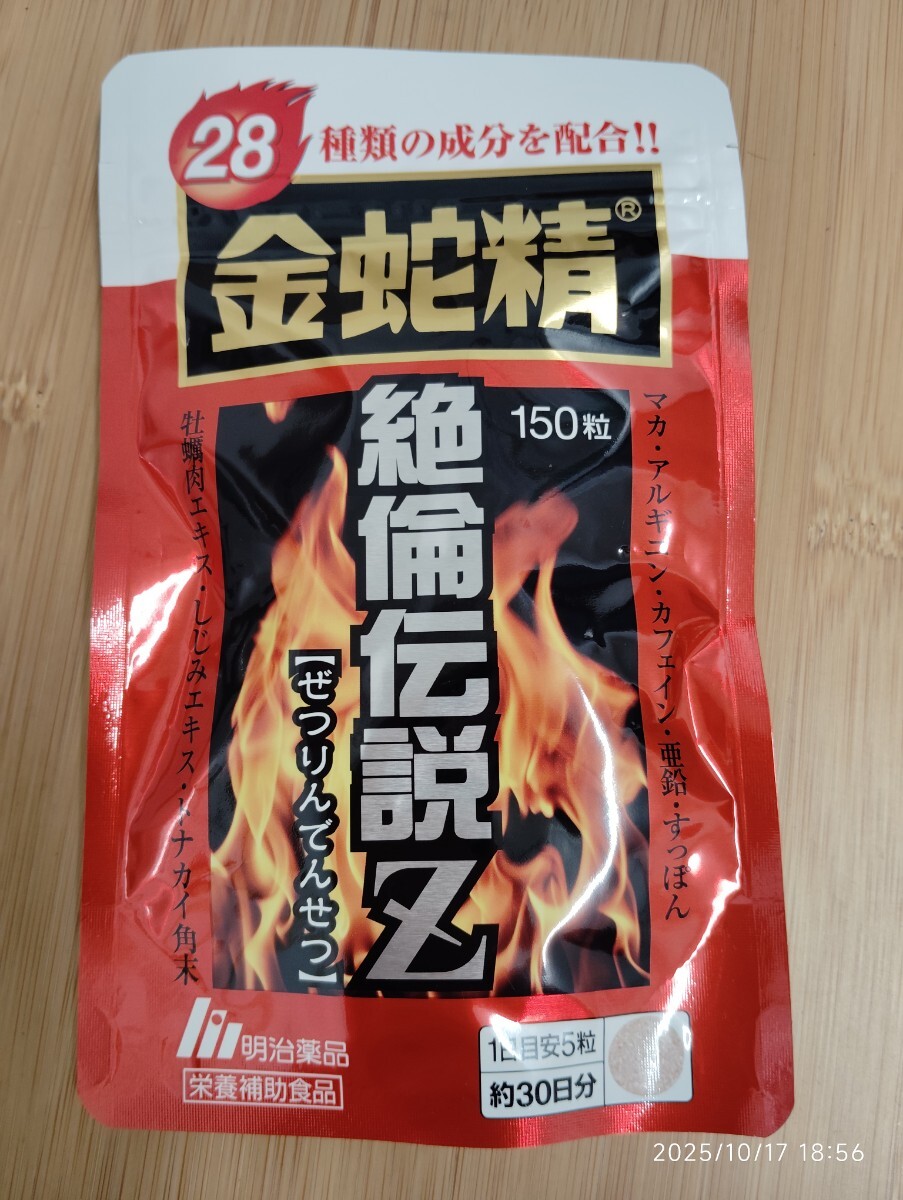 28
種類の成分を配合!!
金蛇精®
150粒
マカ・アルギニン・カフェイン・亜鉛・すっぽん
絶倫伝説Z
【ぜつりんでんせつ】
牡蠣肉エキス・しじみエキス・トナカイ角末
明治薬品
栄養補助食品
1日目安5粒
約30日分
2025/10/17 18:56